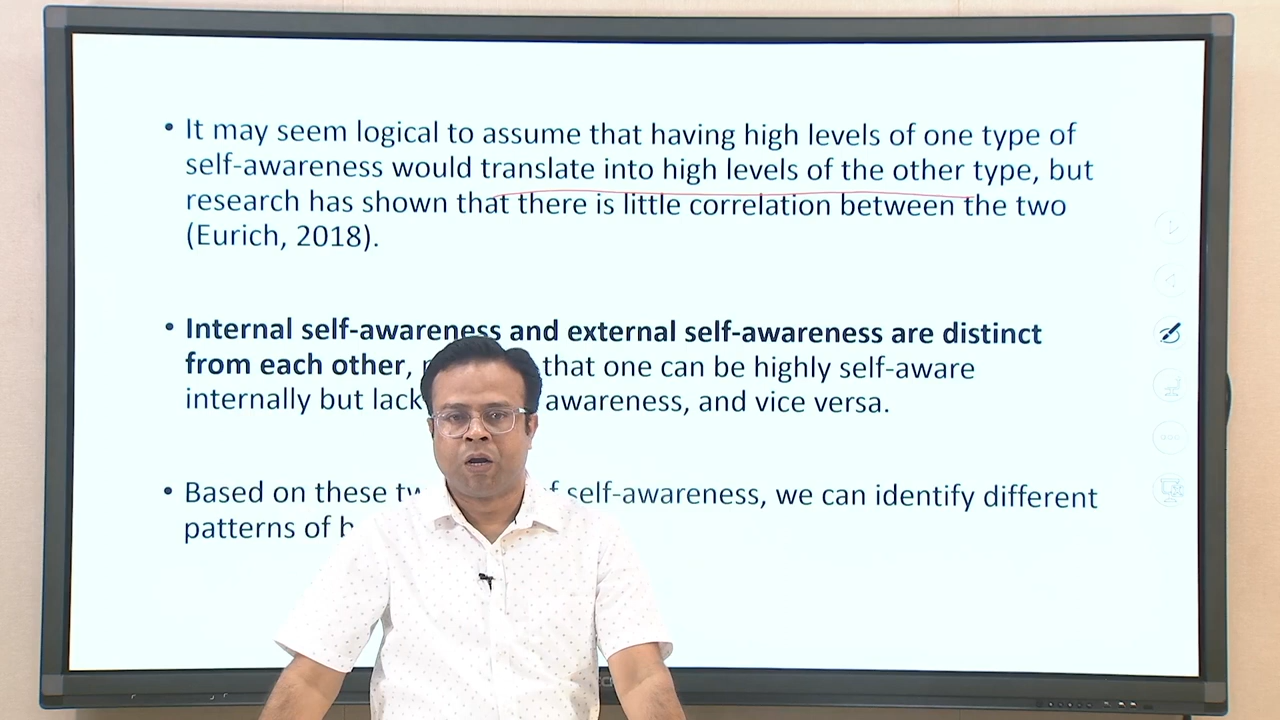 • It may seem logical to assume that having high levels of one type of
self-awareness would translate into high levels of the other type, but
research has shown that there is little correlation between the two
(Eurich, 2018).
• Internal self-awareness and external self-awareness are distinct
from each other, that one can be highly self-aware
internally but lack awareness, and vice versa.
• Based on these of self-awareness, we can identify different
patterns of